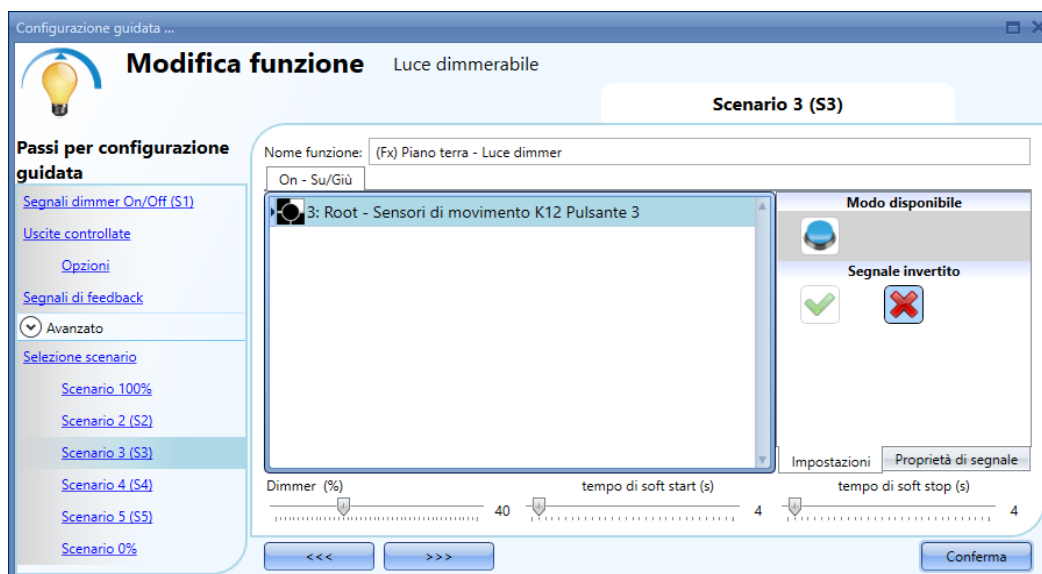 Configurazione guidata ...
Modifica funzione Luce dimmerabile
Scenario 3 (S3)
Passi per configurazione guidata
Segnali dimmer On/Off (S1)
Uscite controllate
Opzioni
Segnali di feedback
Avanzato
Selezione scenario
Scenario 100%
Scenario 2 (S2)
Scenario 3 (S3)
Scenario 4 (S4)
Scenario 5 (S5)
Scenario 0%
Nome funzione: (Fx) Piano terra - Luce dimmer
On - Su/Giù
3: Root - Sensori di movimento K12 Pulsante 3
Modo disponibile
Segnale invertito
Impostazioni Proprietà di segnale
Dimmer (%) 40
tempo di soft start (s) 4
tempo di soft stop (s) 4
<<< >>> Conferma